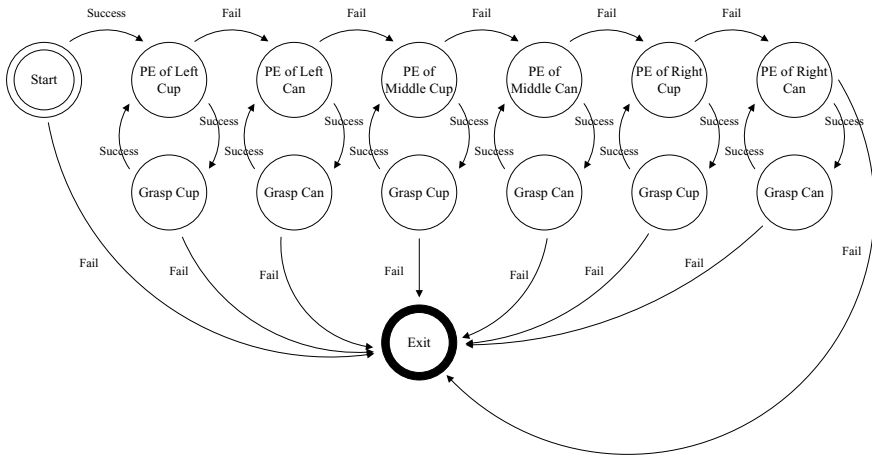 Success
Fail
Fail
Fail
Fail
Fail
Start
PE of Left
Cup
PE of Left
Can
PE of
Middle Cup
PE of
Middle Can
PE of Right
Cup
PE of Right
Can
Success
Success
Success
Success
Success
Success
Success
Success
Success
Success
Success
Success
Grasp Cup
Grasp Can
Grasp Cup
Grasp Can
Grasp Cup
Grasp Can
Fail
Fail
Fail
Fail
Fail
Fail
Fail
Fail
Exit